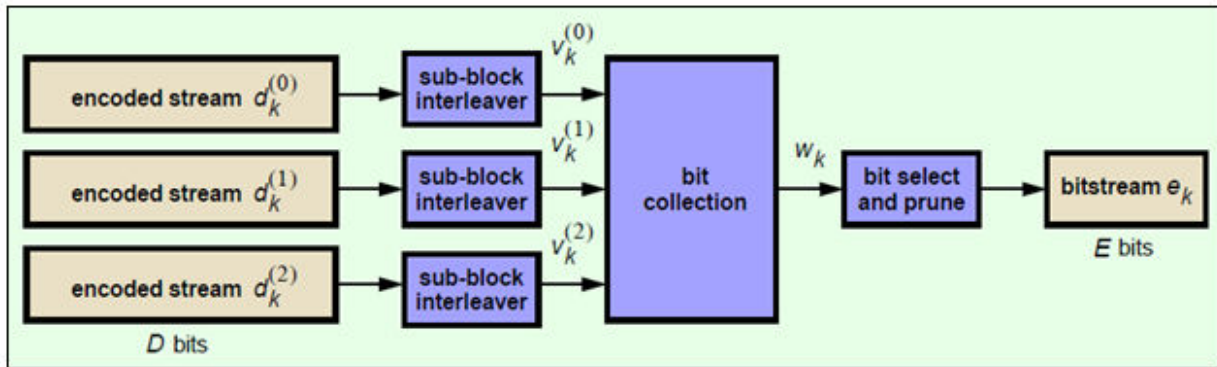 encoded stream d_k^(0)
sub-block
interleaver
v_k^(0)
encoded stream d_k^(1)
sub-block
interleaver
v_k^(1)
encoded stream d_k^(2)
sub-block
interleaver
v_k^(2)
D bits
bit
collection
w_k
bit select
and prune
bitstream e_k
E bits